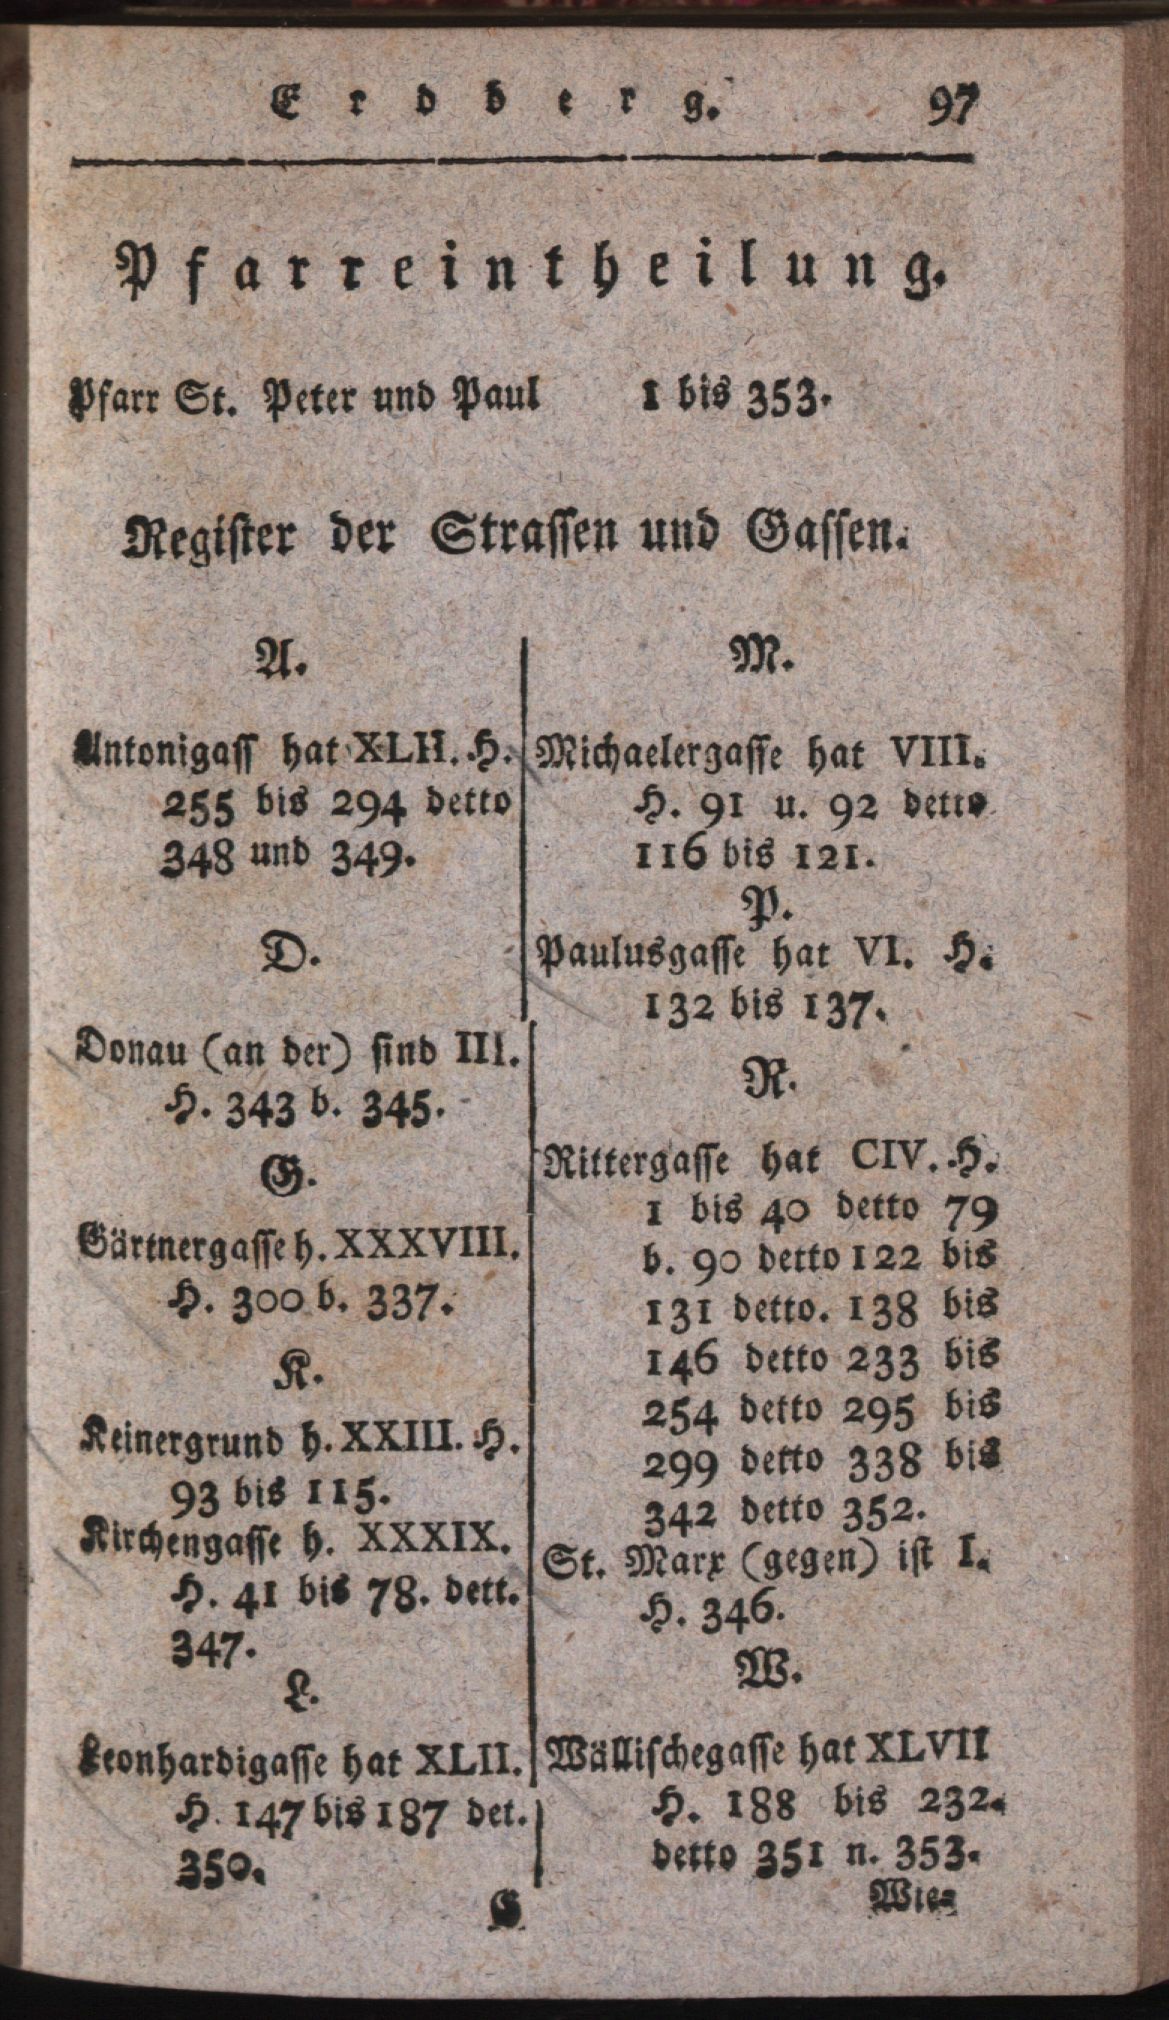 Erdberg. 97
Pfarreintheilung.
Pfarr St. Peter und Paul 1 bis 353.
Register der Strassen und Gassen.
A.
Antonigass hat XLII. H.
255 bis 294 detto
348 und 349.
D.
Donau (an der) sind III.
H. 343 b. 345.
G.
Gärtnergasse h. XXXVIII.
H. 300 b. 337.
K.
Keinergrund h. XXIII. H.
93 bis 115.
Kirchengasse h. XXXIX.
H. 41 bis 78. dett.
347.
L.
Leonhardigasse hat XLII.
H. 147 bis 187 det.
350.
M.
Michaelergasse hat VIII.
H. 91 u. 92 detto
116 bis 121.
P.
Paulusgasse hat VI. H.
132 bis 137.
R.
Rittergasse hat CIV. H.
1 bis 40 detto 79
b. 90 detto 122 bis
131 detto. 138 bis
146 detto 233 bis
254 detto 295 bis
299 detto 338 bis
342 detto 352.
St. Marx (gegen) ist I.
H. 346.
W.
Wällischegasse hat XLVII
H. 188 bis 232.
detto 351 n. 353.
G
Wie-